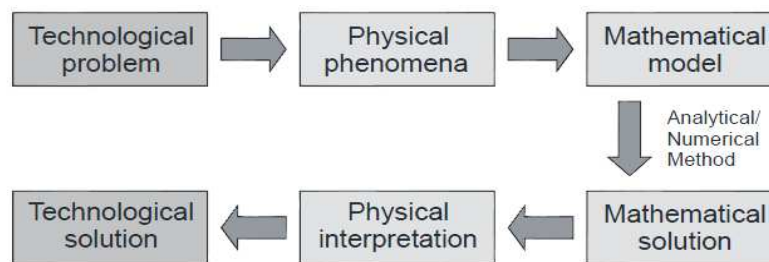 Technological
problem
Physical
phenomena
Mathematical
model
Analytical/
Numerical
Method
Technological
solution
Physical
interpretation
Mathematical
solution